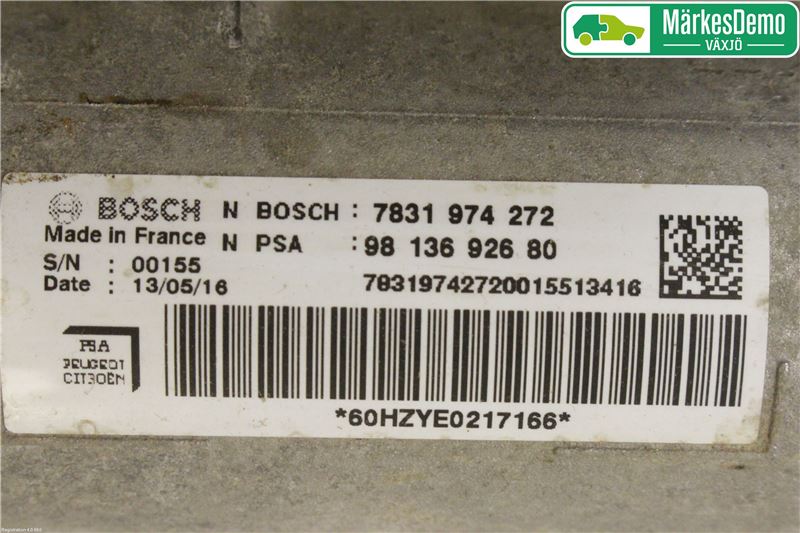 MärkesDemo
VÄXJÖ
BOSCH N BOSCH : 7831 974 272
Made in France N PSA : 98 136 926 80
S/N : 00155
Date : 13/05/16 78319742720015513416
PSA
PEUGEOT
CITROËN
*60HZYE0217166*